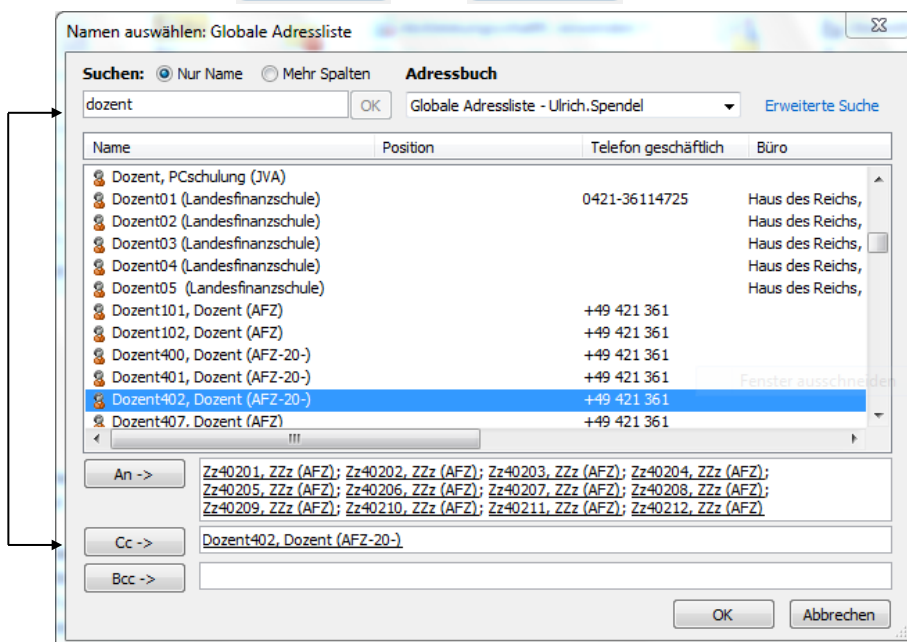 Namen auswählen: Globale Adressliste
Suchen: Nur Name Mehr Spalten Adressbuch
dozent OK Globale Adressliste - Ulrich.Spendel Erweiterte Suche
Name Position Telefon geschäftlich Büro
Dozent, PCschulung (JVA)
Dozent01 (Landesfinanzschule) 0421-36114725 Haus des Reichs,
Dozent02 (Landesfinanzschule) Haus des Reichs,
Dozent03 (Landesfinanzschule) Haus des Reichs,
Dozent04 (Landesfinanzschule) Haus des Reichs,
Dozent05 (Landesfinanzschule) Haus des Reichs,
Dozent101, Dozent (AFZ) +49 421 361
Dozent102, Dozent (AFZ) +49 421 361
Dozent400, Dozent (AFZ-20-) +49 421 361
Dozent401, Dozent (AFZ-20-) +49 421 361
Fenster ausschneiden
Dozent402, Dozent (AFZ-20-) +49 421 361
Dozent407, Dozent (AFZ) +49 421 361
An -> Zz40201, ZZz (AFZ); Zz40202, ZZz (AFZ); Zz40203, ZZz (AFZ); Zz40204, ZZz (AFZ);
Zz40205, ZZz (AFZ); Zz40206, ZZz (AFZ); Zz40207, ZZz (AFZ); Zz40208, ZZz (AFZ);
Zz40209, ZZz (AFZ); Zz40210, ZZz (AFZ); Zz40211, ZZz (AFZ); Zz40212, ZZz (AFZ)
Cc -> Dozent402, Dozent (AFZ-20-)
Bcc ->
OK Abbrechen